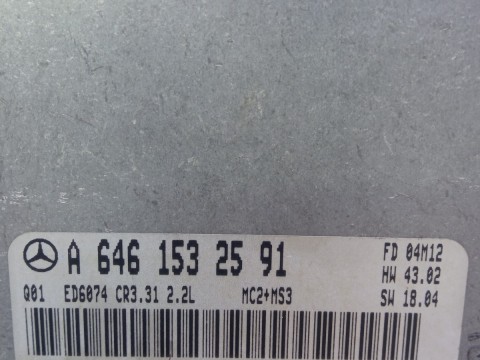 A 646 153 25 91
FD 04M12
HW 43.02
Q01 ED6074 CR3.31 2.2L MC2+MS3
SW 18.04